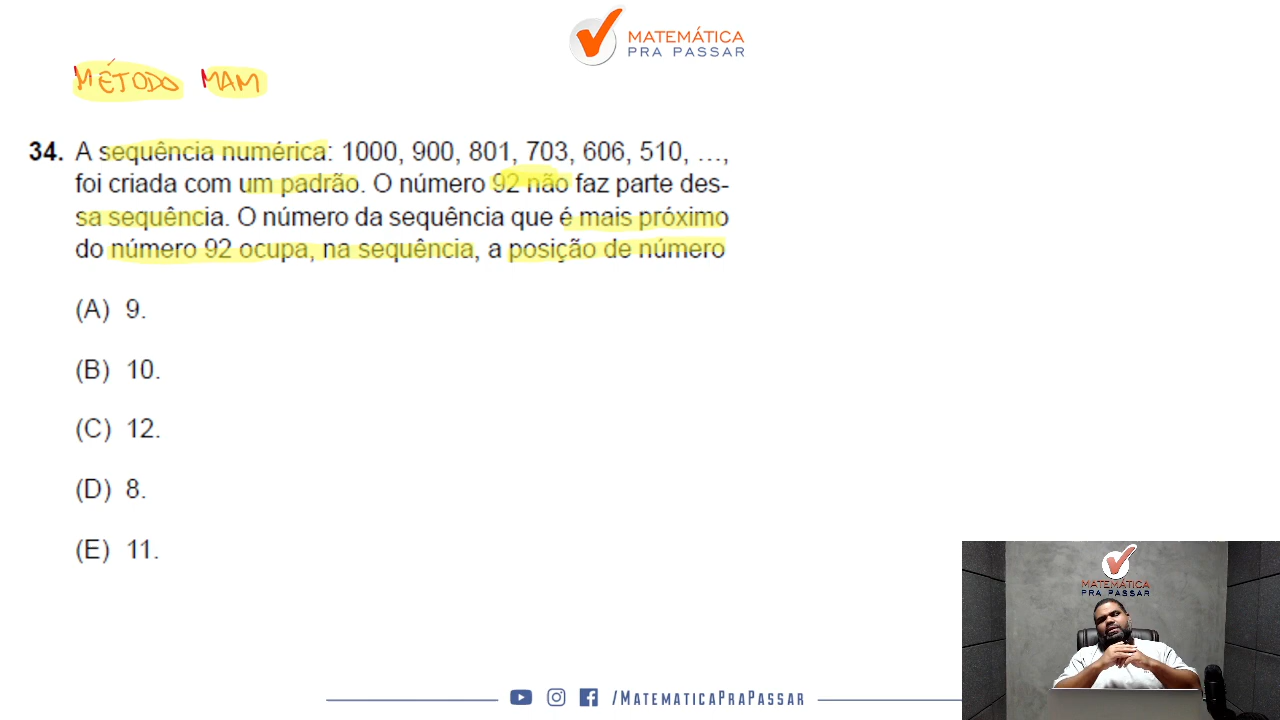 MATEMÁTICA
PRA PASSAR
MÉTODO MAM
34. A sequência numérica: 1000, 900, 801, 703, 606, 510, ...,
foi criada com um padrão. O número 92 não faz parte des-
sa sequência. O número da sequência que é mais próximo
do número 92 ocupa, na sequência, a posição de número
(A) 9.
(B) 10.
(C) 12.
(D) 8.
(E) 11.
MATEMÁTICA
PRA PASSAR
/MATEMATICAPRAPASSAR